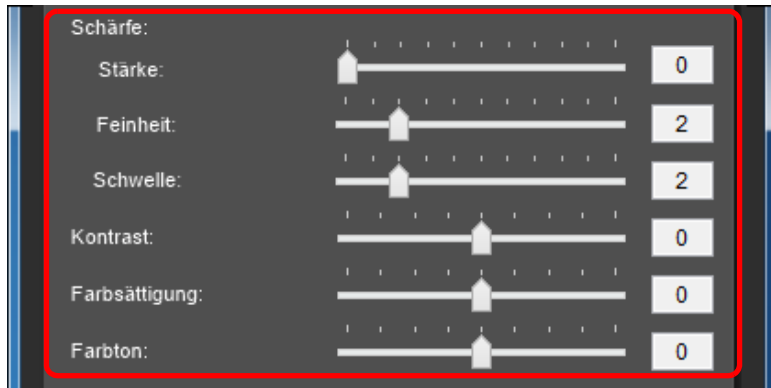 Schärfe:
Stärke: 0
Feinheit: 2
Schwelle: 2
Kontrast: 0
Farbsättigung: 0
Farbton: 0